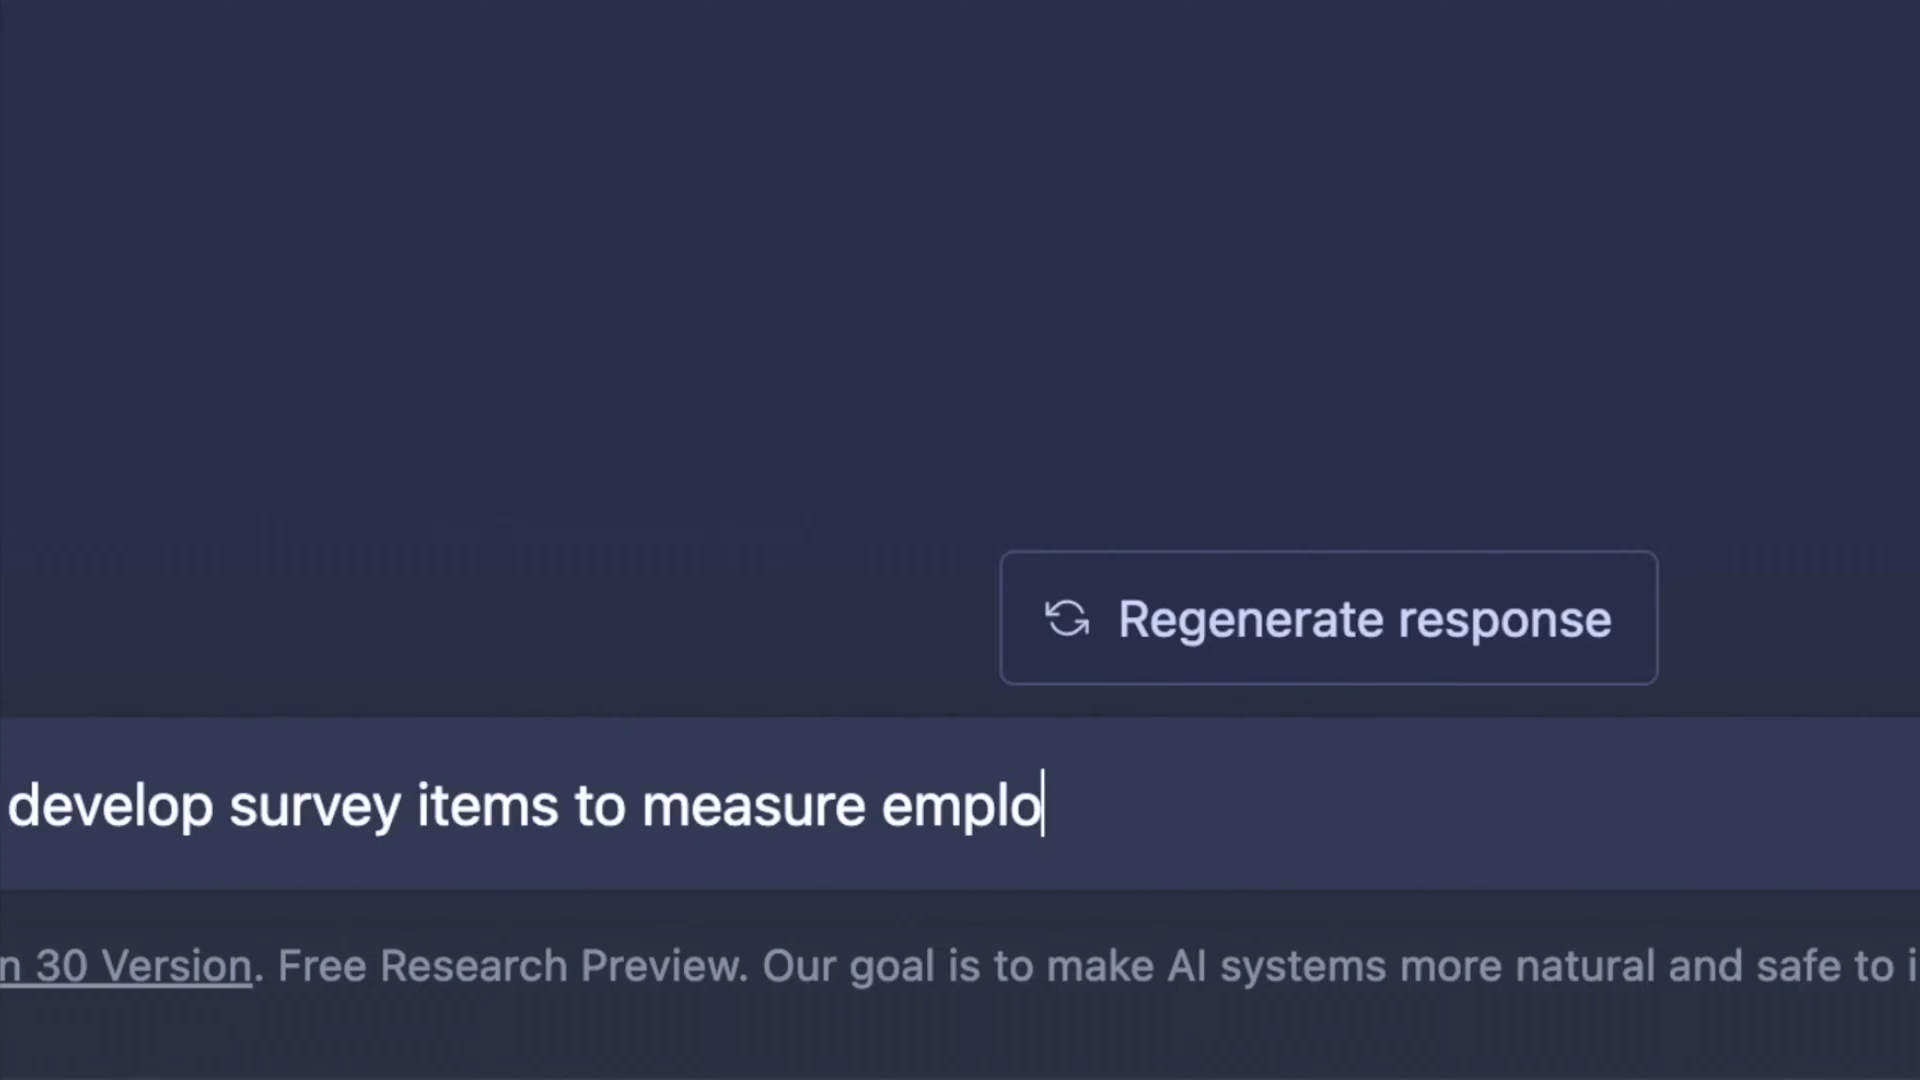 Regenerate response
develop survey items to measure emplo
n 30 Version. Free Research Preview. Our goal is to make AI systems more natural and safe to i